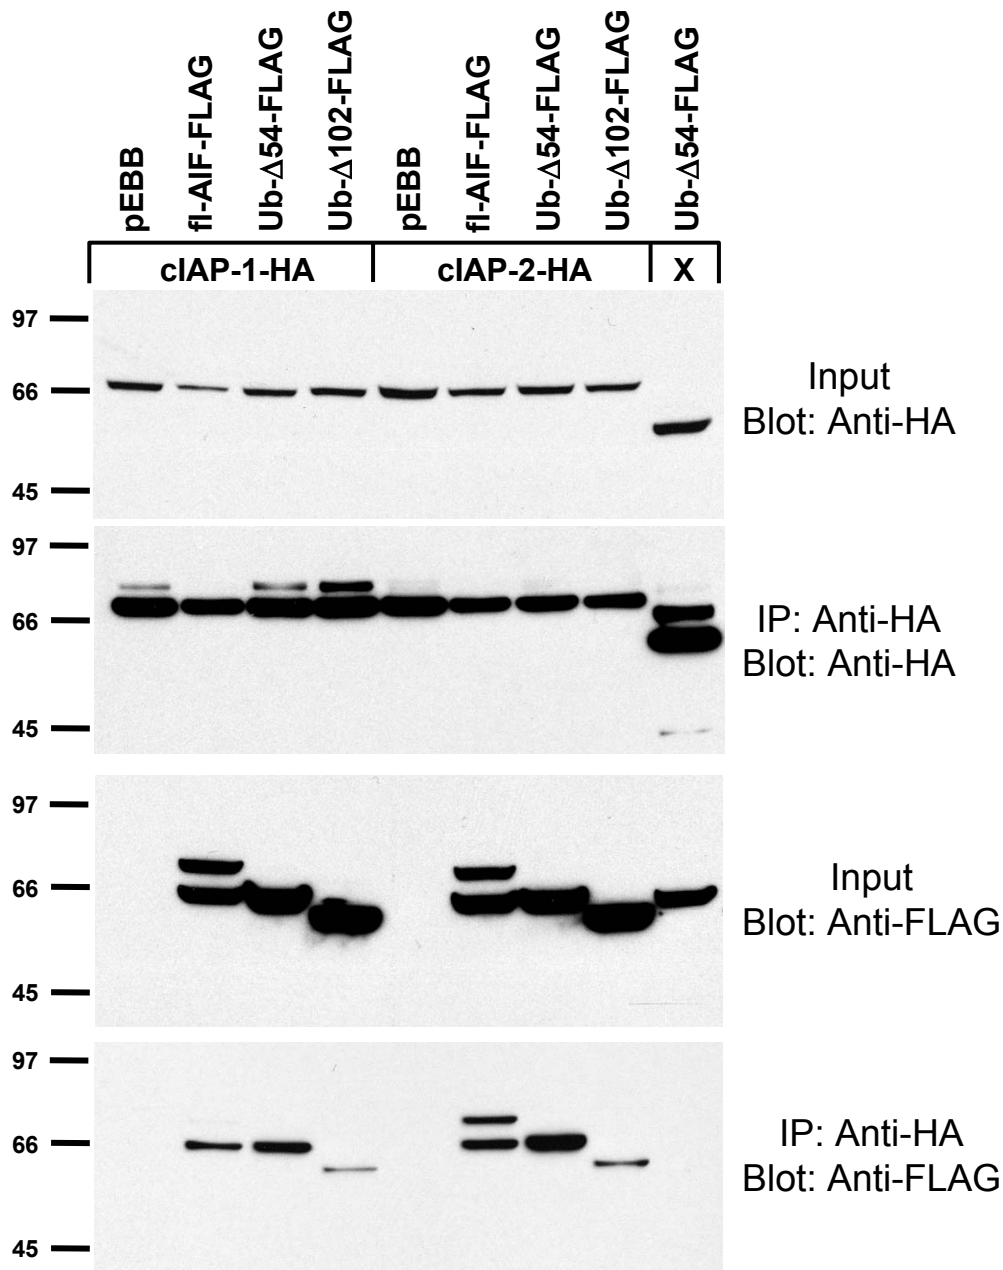 pEBB
fl-AIF-FLAG
Ub-Δ54-FLAG
Ub-Δ102-FLAG
pEBB
fl-AIF-FLAG
Ub-Δ54-FLAG
Ub-Δ102-FLAG
Ub-Δ54-FLAG
cIAP-1-HA
cIAP-2-HA
X
97
66
45
Input
Blot: Anti-HA
97
66
45
IP: Anti-HA
Blot: Anti-HA
97
66
45
Input
Blot: Anti-FLAG
97
66
45
IP: Anti-HA
Blot: Anti-FLAG